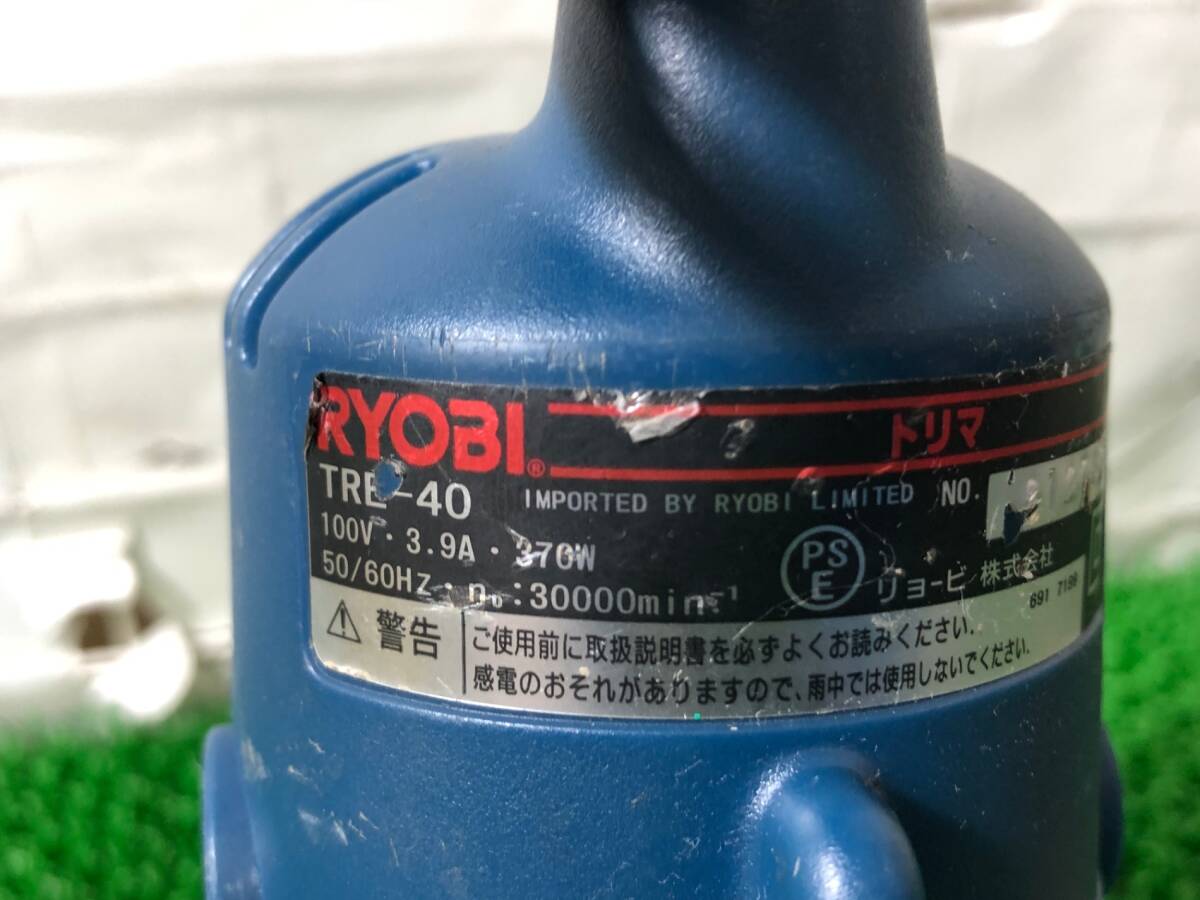 RYOBI® トリマ
TRE-40 IMPORTED BY RYOBI LIMITED NO.
100V・3.9A・370W
50/60Hz・n₀:30000min⁻¹
PS
E
リョービ 株式会社
691 7198
警告
ご使用前に取扱説明書を必ずよくお読みください.
感電のおそれがありますので、雨中では使用しないでください.